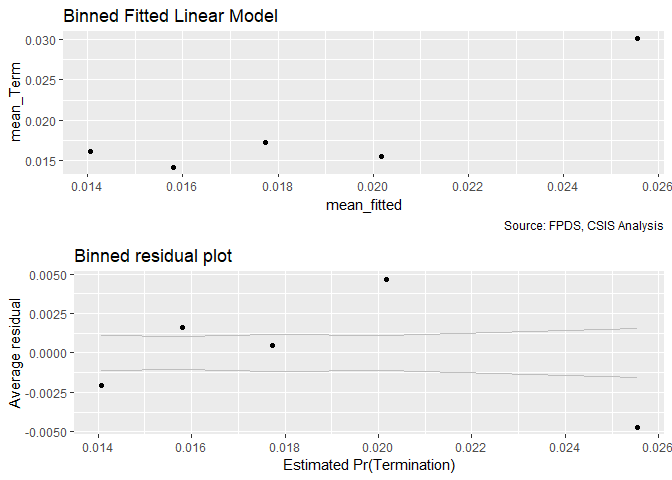 Binned Fitted Linear Model
mean_Term
0.030
0.025
0.020
0.015
0.014 0.016 0.018 0.020 0.022 0.024 0.026
mean_fitted
Source: FPDS, CSIS Analysis
Binned residual plot
Average residual
0.0050
0.0025
0.0000
-0.0025
-0.0050
0.014 0.016 0.018 0.020 0.022 0.024 0.026
Estimated Pr(Termination)